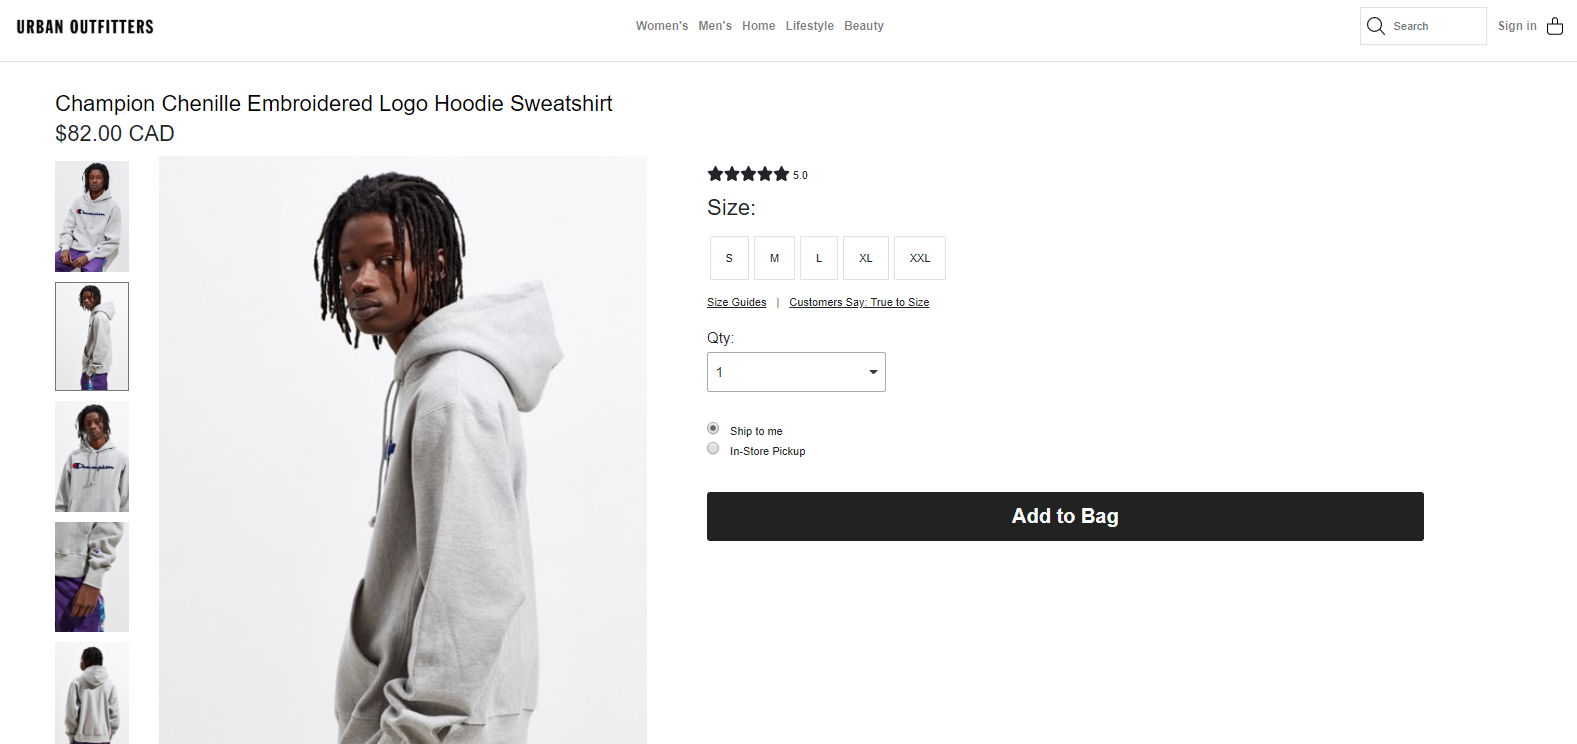 URBAN OUTFITTERS
Women's Men's Home Lifestyle Beauty
Search
Sign in
Champion Chenille Embroidered Logo Hoodie Sweatshirt
$82.00 CAD
Champion
Champion
5.0
Size:
S M L XL XXL
Size Guides | Customers Say: True to Size
Qty:
1
Ship to me
In-Store Pickup
Add to Bag